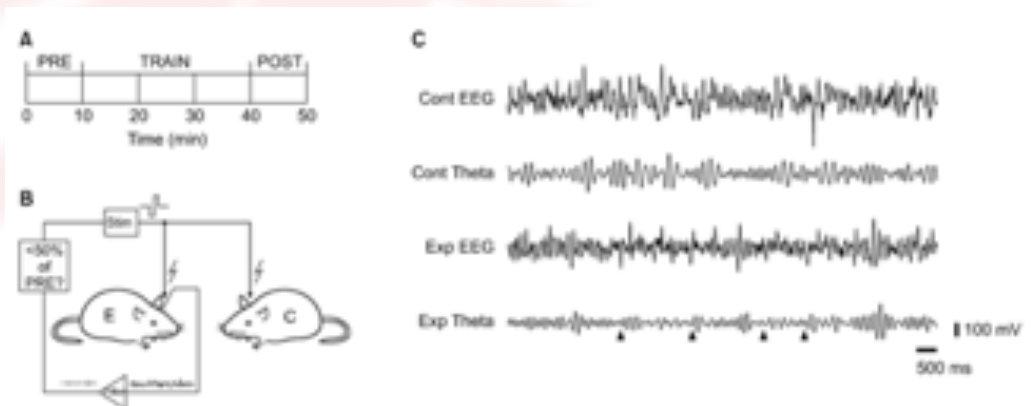 A
PRE TRAIN POST
0 10 20 30 40 50
Time (min)
B
Stim
<50%
of
PRE?
E
C
C
Cont EEG
Cont Theta
Exp EEG
Exp Theta
100 mV
500 ms